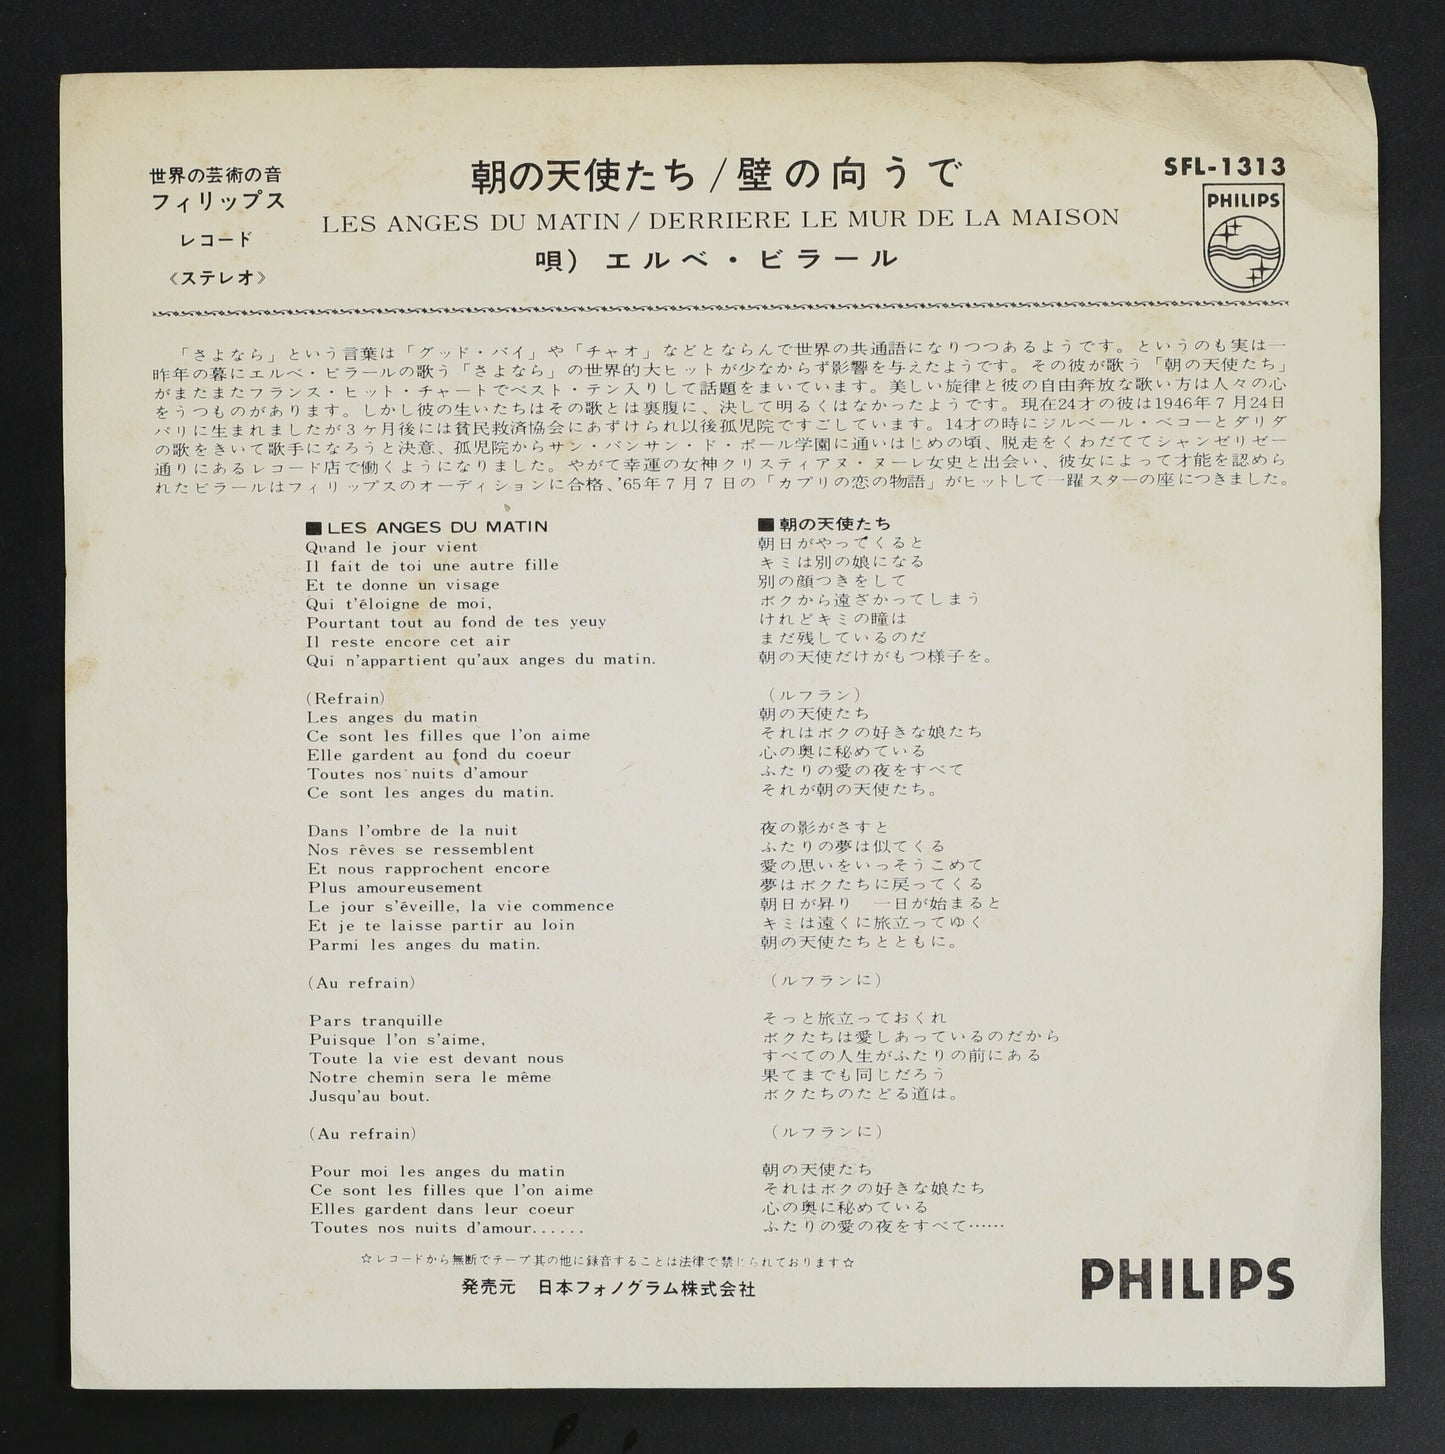 世界の芸術の音
フィリップス
レコード
《ステレオ》
朝の天使たち/壁の向うで
LES ANGES DU MATIN / DERRIERE LE MUR DE LA MAISON
唄) エルベ・ビラール
SFL-1313
PHILIPS
「さよなら」という言葉は「グッド・バイ」や「チャオ」などとならんで世界の共通語になりつつあるようです。というのも実は一
昨年の暮にエルベ・ビラールの歌う「さよなら」の世界的大ヒットが少なからず影響を与えたようです。その彼が歌う「朝の天使たち」
がまたまたフランス・ヒット・チャートでベスト・テン入りして話題をまいています。美しい旋律と彼の自由奔放な歌い方は人々の心
をうつものがあります。しかし彼の生いたちはその歌とは裏腹に、決して明るくはなかったようです。現在24才の彼は1946年7月24日
パリに生まれましたが3ヶ月後には貧民救済協会にあずけられ以後孤児院ですごしています。14才の時にジルベール・ベコーとダリダ
の歌をきいて歌手になろうと決意、孤児院からサン・バンサン・ド・ポール学園に通いはじめの頃、脱走をくわだててシャンゼリゼー
通りにあるレコード店で働くようになりました。やがて幸運の女神クリスティアヌ・ヌーレ女史と出会い、彼女によって才能を認めら
れたビラールはフィリップスのオーディションに合格、'65年7月7日の「カプリの恋の物語」がヒットして一躍スターの座につきました。
■LES ANGES DU MATIN
Quand le jour vient
Il fait de toi une autre fille
Et te donne un visage
Qui t'êloigne de moi,
Pourtant tout au fond de tes yeuy
Il reste encore cet air
Qui n'appartient qu'aux anges du matin.
(Refrain)
Les anges du matin
Ce sont les filles que l'on aime
Elle gardent au fond du coeur
Toutes nos nuits d'amour
Ce sont les anges du matin.
Dans l'ombre de la nuit
Nos rêves se ressemblent
Et nous rapprochent encore
Plus amoureusement
Le jour s'êveille, la vie commence
Et je te laisse partir au loin
Parmi les anges du matin.
(Au refrain)
Pars tranquille
Puisque l'on s'aime,
Toute la vie est devant nous
Notre chemin sera le même
Jusqu'au bout.
(Au refrain)
Pour moi les anges du matin
Ce sont les filles que l'on aime
Elles gardent dans leur coeur
Toutes nos nuits d'amour......
■朝の天使たち
朝日がやってくると
キミは別の娘になる
別の顔つきをして
ボクから遠ざかってしまう
けれどキミの瞳は
まだ残しているのだ
朝の天使だけがもつ様子を。
(ルフラン)
朝の天使たち
それはボクの好きな娘たち
心の奥に秘めている
ふたりの愛の夜をすべて
それが朝の天使たち。
夜の影がさすと
ふたりの夢は似てくる
愛の思いをいっそうこめて
夢はボクたちに戻ってくる
朝日が昇り　一日が始まると
キミは遠くに旅立ってゆく
朝の天使たちとともに。
(ルフランに)
そっと旅立っておくれ
ボクたちは愛しあっているのだから
すべての人生がふたりの前にある
果てまでも同じだろう
ボクたちのたどる道は。
(ルフランに)
朝の天使たち
それはボクの好きな娘たち
心の奥に秘めている
ふたりの愛の夜をすべて……
☆レコードから無断でテープ其の他に録音することは法律で禁じられております☆
発売元　日本フォノグラム株式会社
PHILIPS